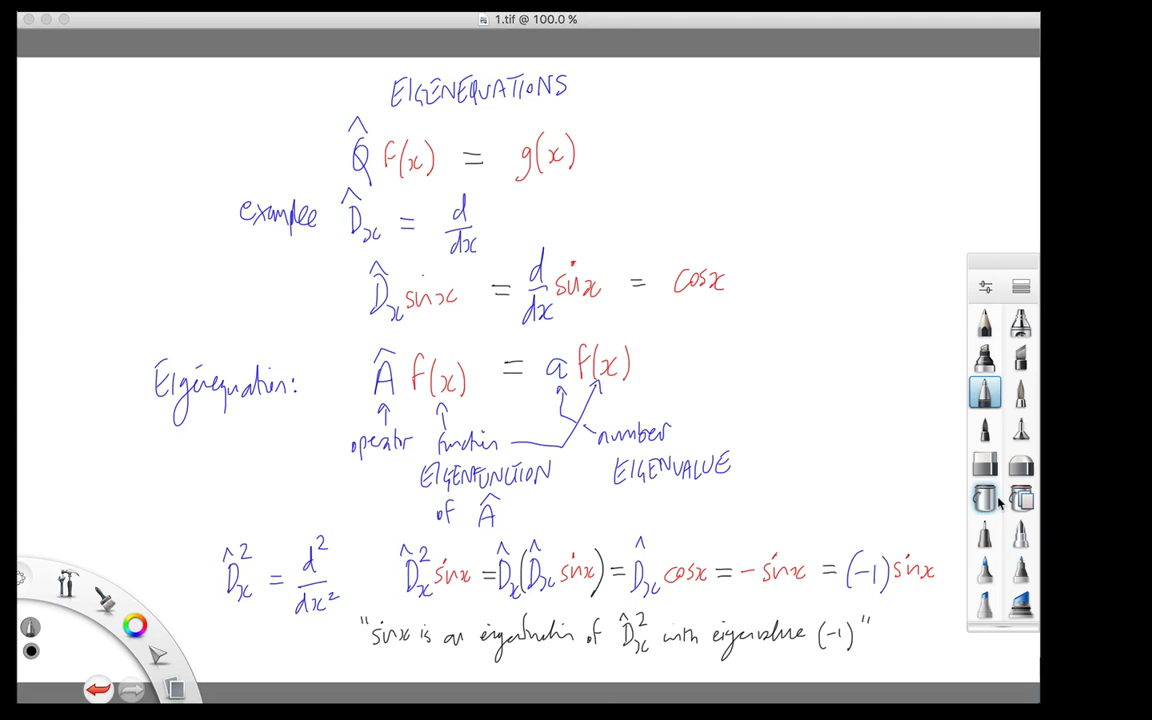 1.tif @ 100.0 %
EIGENEQUATIONS
Q̂ f(x) = g(x)
example D̂ₓ = d/dx
D̂ₓ sinx = d/dx sinx = cosx
Eigenequation: Â f(x) = a f(x)
operator function number
EIGENFUNCTION EIGENVALUE
of Â
D̂ₓ² = d²/dx² D̂ₓ² sinx = D̂ₓ(D̂ₓ sinx) = D̂ₓ cosx = - sinx = (-1) sinx
"sinx is an eigenfunction of D̂ₓ² with eigenvalue (-1)"